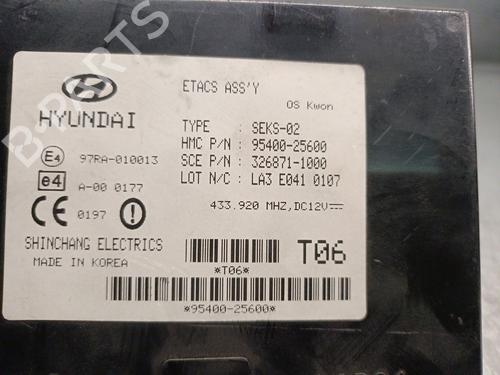 ETACS ASS'Y
OS Kwon
HYUNDAI
TYPE : SEKS-02
HMC P/N : 95400-25600
SCE P/N : 326871-1000
LOT N/C : LA3 E041 0107
E4 97RA-010013
e4 A-00 0177
CE 0197
433.920 MHZ,DC12V
SHINCHANG ELECTRICS
MADE IN KOREA
*T06*
T06
*95400-25600*
B-PARTS